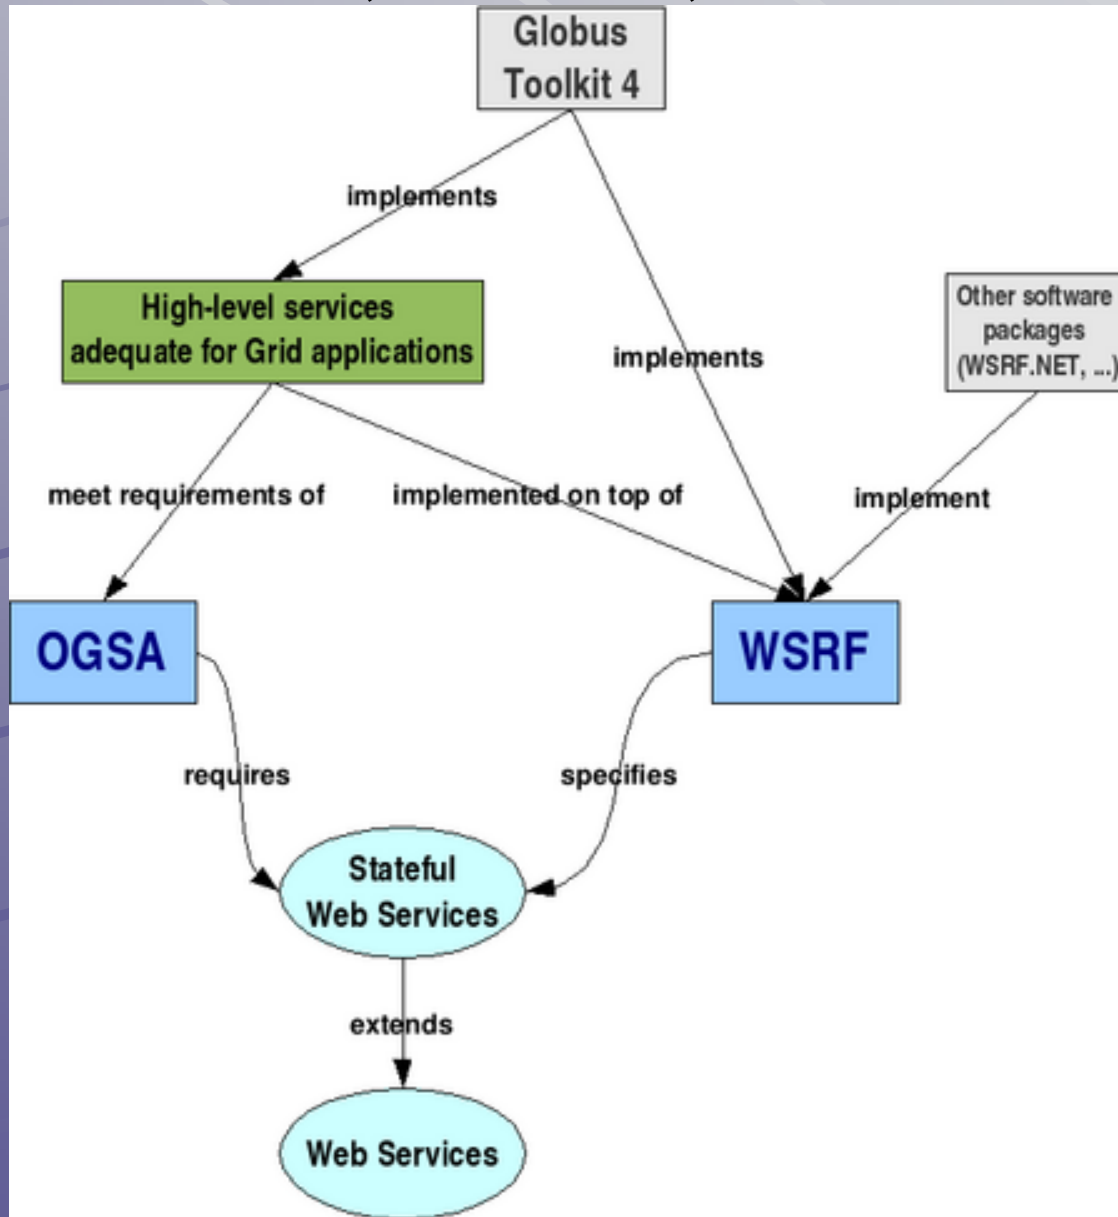 Globus
Toolkit 4
implements
High-level services
adequate for Grid applications
Other software
packages
(WSRF.NET, ...)
implements
meet requirements of
implemented on top of
implement
OGSA
WSRF
requires
specifies
Stateful
Web Services
extends
Web Services